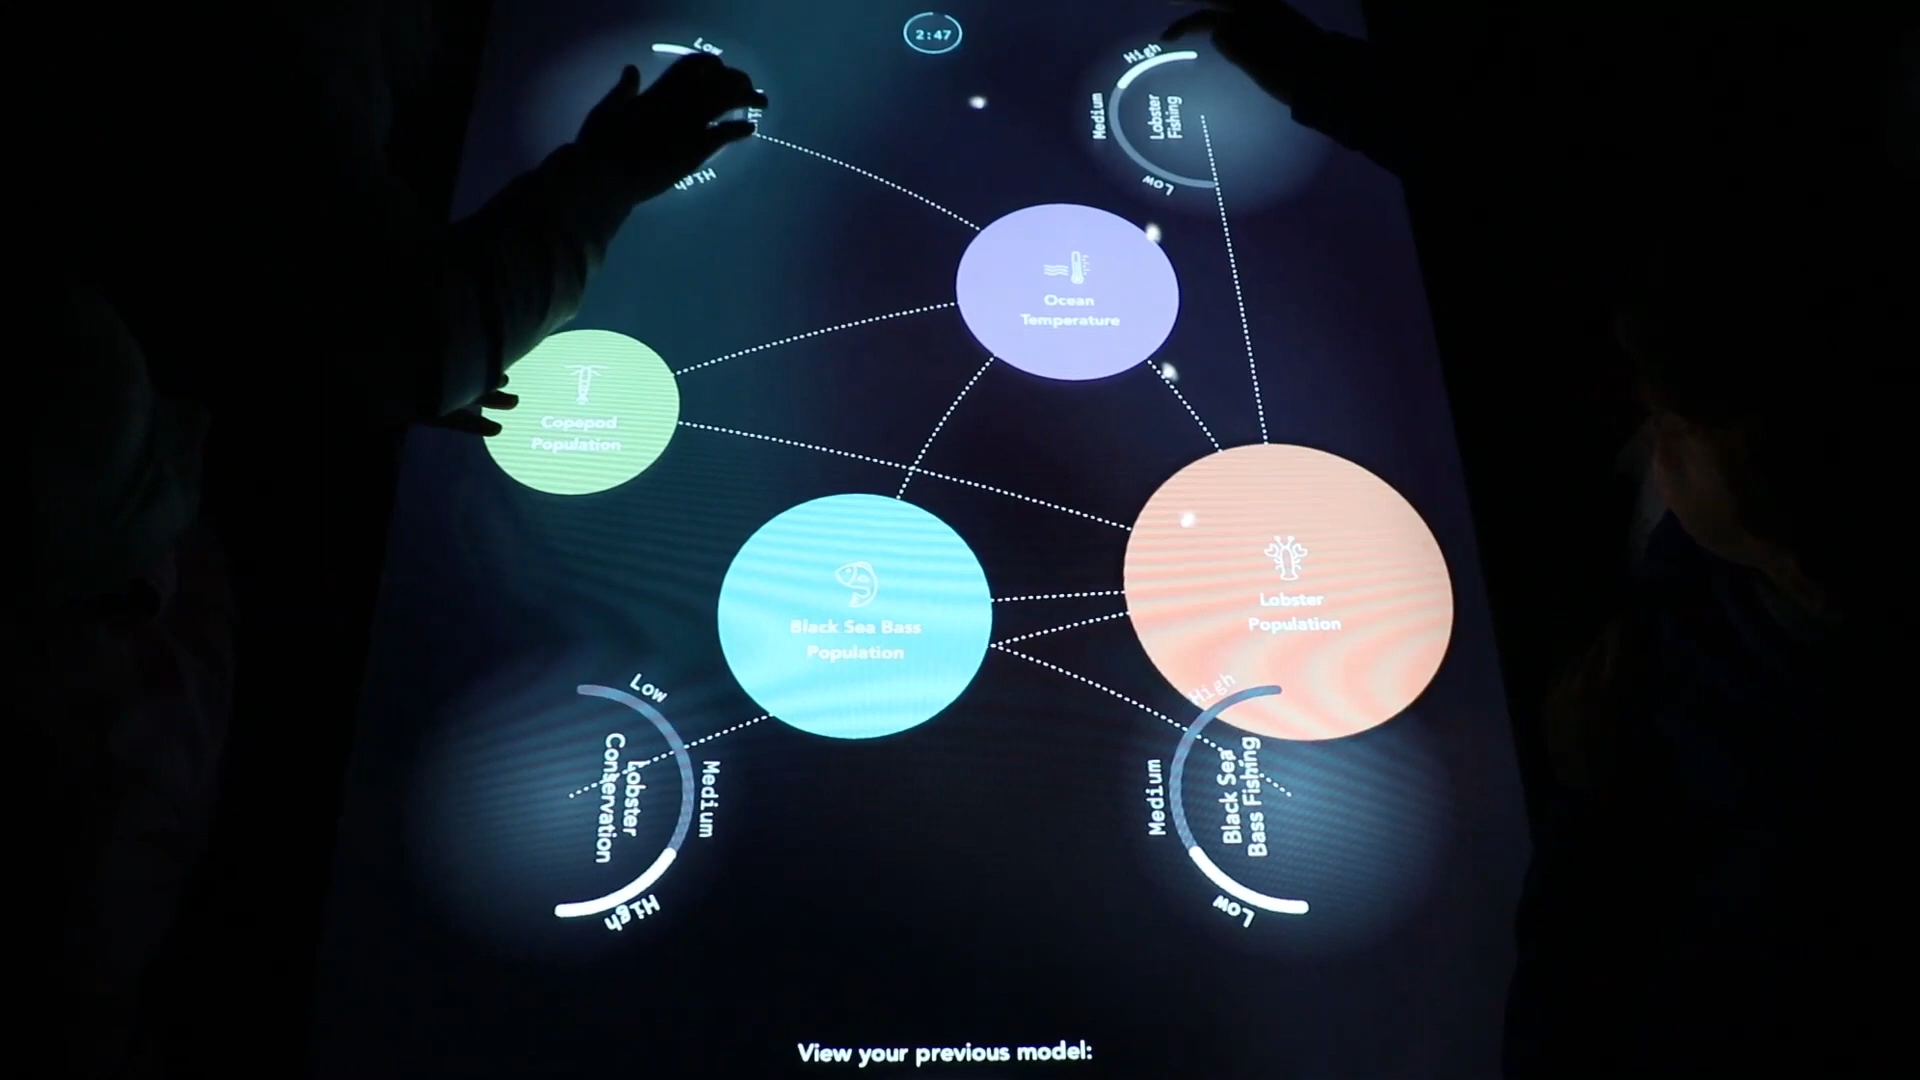 2:47
Low
High
High
Medium
Lobster
Fishing
Low
Ocean
Temperature
Copepod
Population
Black Sea Bass
Population
Lobster
Population
Low
Medium
High
Lobster
Conservation
High
Medium
Low
Black Sea
Bass Fishing
View your previous model: